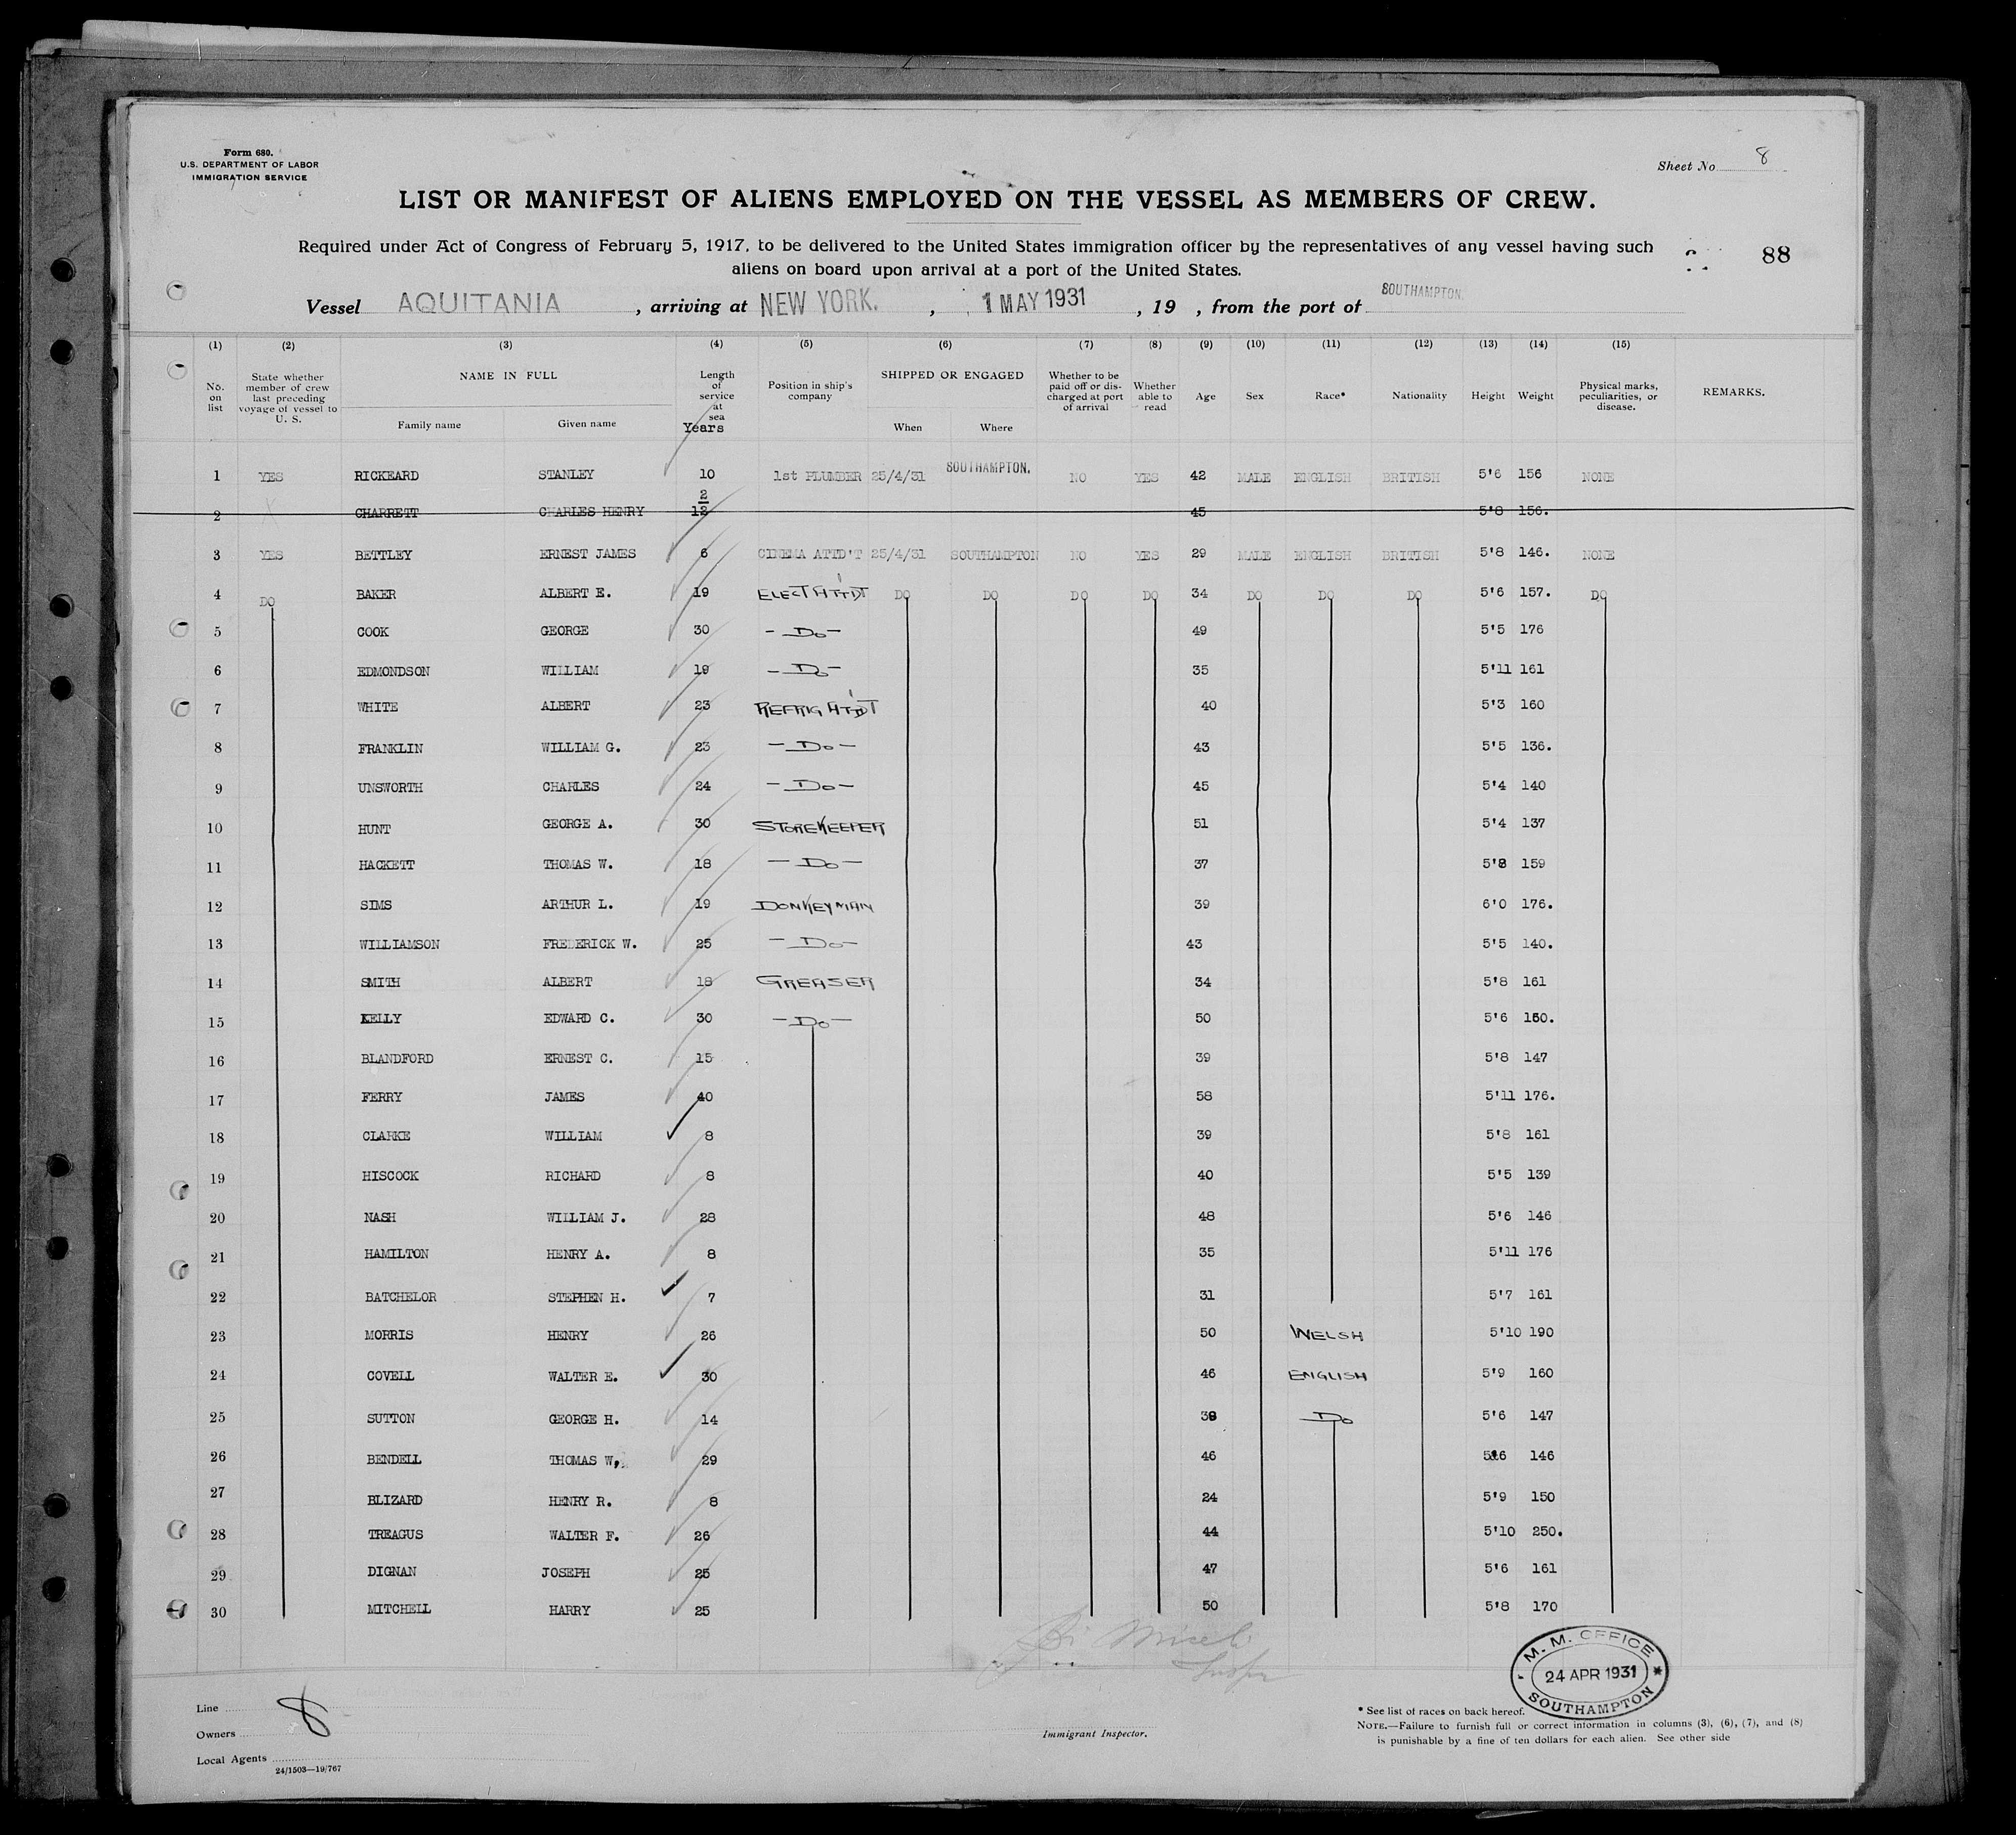 Form 680.
U.S. DEPARTMENT OF LABOR
IMMIGRATION SERVICE
Sheet No 8
LIST OR MANIFEST OF ALIENS EMPLOYED ON THE VESSEL AS MEMBERS OF CREW.
Required under Act of Congress of February 5, 1917, to be delivered to the United States immigration officer by the representatives of any vessel having such
aliens on board upon arrival at a port of the United States.
88
Vessel AQUITANIA , arriving at NEW YORK. , 1 MAY 1931 , 19 , from the port of SOUTHAMPTON.
(1) (2) (3) (4) (5) (6) (7) (8) (9) (10) (11) (12) (13) (14) (15)
No. on list State whether member of crew last preceding voyage of vessel to U. S. NAME IN FULL Family name Given name Length of service at sea Years Position in ship's company SHIPPED OR ENGAGED When Where Whether to be paid off or discharged at port of arrival Whether able to read Age Sex Race* Nationality Height Weight Physical marks, peculiarities, or disease. REMARKS.
1 YES RICKEARD STANLEY 10 1st PLUMBER 25/4/31 SOUTHAMPTON. NO YES 42 MALE ENGLISH BRITISH 5'6 156 NONE
2
2 CHARRETT CHARLES HENRY 12 45 5'8 156.
3 YES BETTLEY ERNEST JAMES 6 CINEMA ATTD'T 25/4/31 SOUTHAMPTON NO YES 29 MALE ENGLISH BRITISH 5'8 146. NONE
4 DO BAKER ALBERT E. 19 ELECT ATTD'T DO DO DO DO 34 DO DO DO 5'6 157. DO
5 COOK GEORGE 30 - Do - 49 5'5 176
6 EDMONDSON WILLIAM 19 - Do - 35 5'11 161
7 WHITE ALBERT 23 REFRIG ATD'T 40 5'3 160
8 FRANKLIN WILLIAM G. 23 - Do - 43 5'5 136.
9 UNSWORTH CHARLES 24 - Do - 45 5'4 140
10 HUNT GEORGE A. 30 STOREKEEPER 51 5'4 137
11 HACKETT THOMAS W. 18 - Do - 37 5'8 159
12 SIMS ARTHUR L. 19 DONKEYMAN 39 6'0 176.
13 WILLIAMSON FREDERICK W. 25 - Do - 43 5'5 140.
14 SMITH ALBERT 18 GREASER 34 5'8 161
15 KELLY EDWARD C. 30 - Do - 50 5'6 150.
16 BLANDFORD ERNEST C. 15 39 5'8 147
17 FERRY JAMES 40 58 5'11 176.
18 CLARKE WILLIAM 8 39 5'8 161
19 HISCOCK RICHARD 8 40 5'5 139
20 NASH WILLIAM J. 28 48 5'6 146
21 HAMILTON HENRY A. 8 35 5'11 176
22 BATCHELOR STEPHEN H. 7 31 5'7 161
23 MORRIS HENRY 26 50 WELSH 5'10 190
24 COVELL WALTER E. 30 46 ENGLISH 5'9 160
25 SUTTON GEORGE H. 14 Do 5'6 147
26 BENDELL THOMAS W. 29 46 5'6 146
27 BLIZARD HENRY R. 8 24 5'9 150
28 TREAGUS WALTER F. 26 44 5'10 250.
29 DIGNAN JOSEPH 25 47 5'6 161
30 MITCHELL HARRY 25 50 5'8 170
M. M. OFFICE
24 APR 1931
SOUTHAMPTON
Line
8
Owners
Local Agents
24/1503—19/767
Immigrant Inspector.
* See list of races on back hereof.
NOTE.—Failure to furnish full or correct information in columns (3), (6), (7), and (8)
is punishable by a fine of ten dollars for each alien. See other side